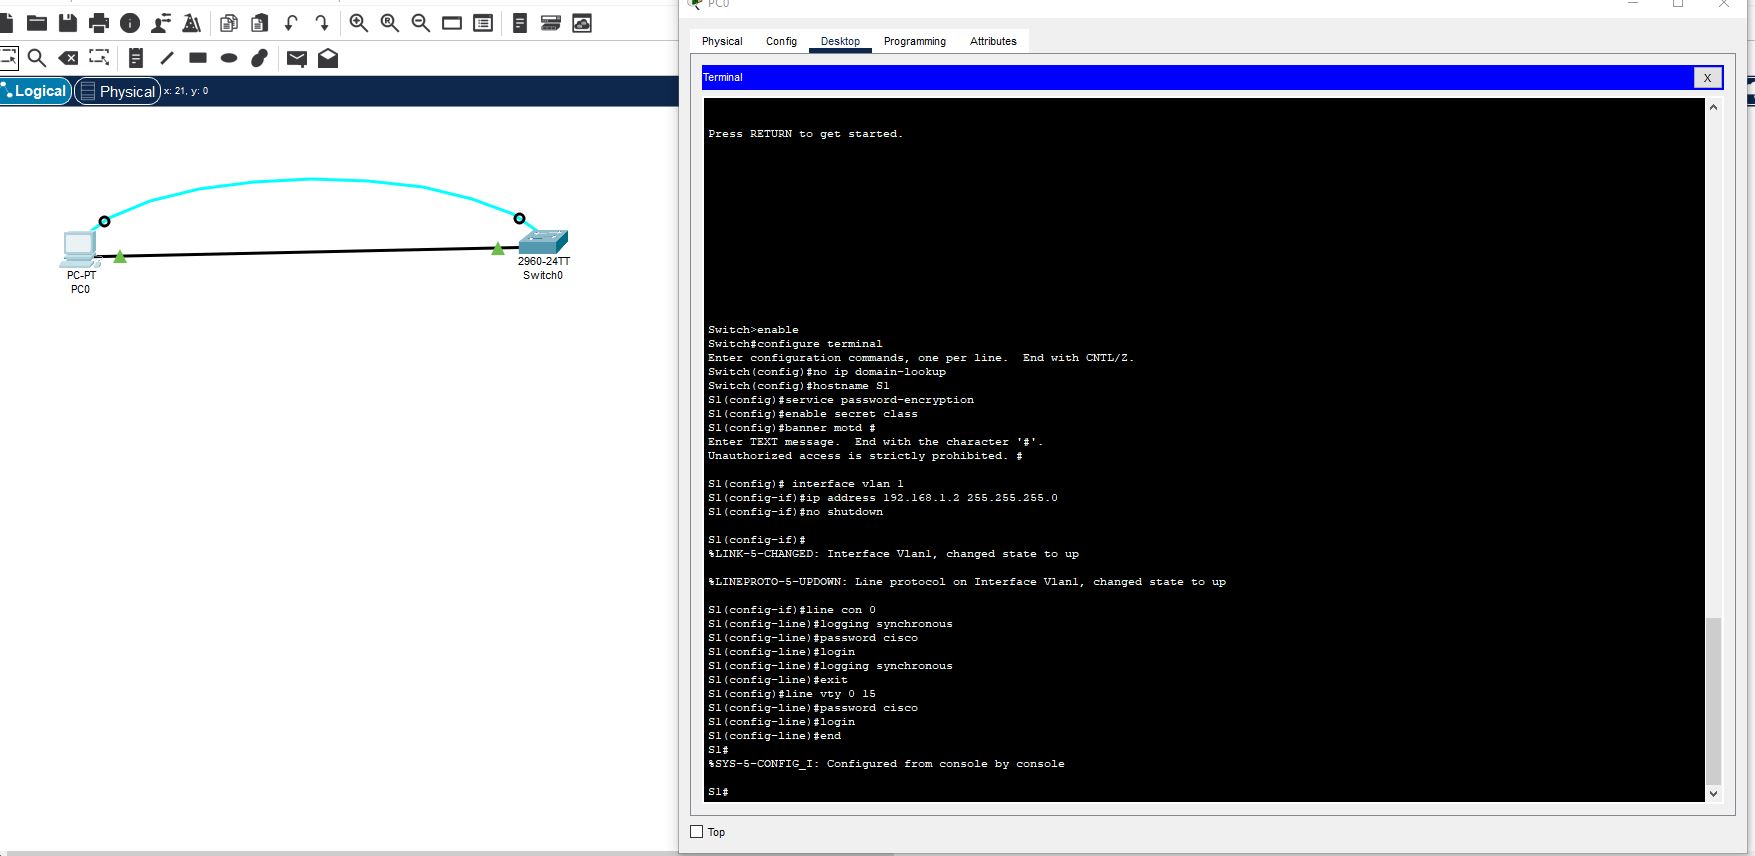 PC0
Physical Config Desktop Programming Attributes
Logical Physical x: 21, y: 0
Terminal X
Press RETURN to get started.
Switch>enable
Switch#configure terminal
Enter configuration commands, one per line.  End with CNTL/Z.
Switch(config)#no ip domain-lookup
Switch(config)#hostname S1
S1(config)#service password-encryption
S1(config)#enable secret class
S1(config)#banner motd #
Enter TEXT message.  End with the character '#'.
Unauthorized access is strictly prohibited. #
S1(config)# interface vlan 1
S1(config-if)#ip address 192.168.1.2 255.255.255.0
S1(config-if)#no shutdown
S1(config-if)#
%LINK-5-CHANGED: Interface Vlan1, changed state to up
%LINEPROTO-5-UPDOWN: Line protocol on Interface Vlan1, changed state to up
S1(config-if)#line con 0
S1(config-line)#logging synchronous
S1(config-line)#password cisco
S1(config-line)#login
S1(config-line)#logging synchronous
S1(config-line)#exit
S1(config)#line vty 0 15
S1(config-line)#password cisco
S1(config-line)#login
S1(config-line)#end
S1#
%SYS-5-CONFIG_I: Configured from console by console
S1#
Top
PC-PT
PC0
2960-24TT
Switch0